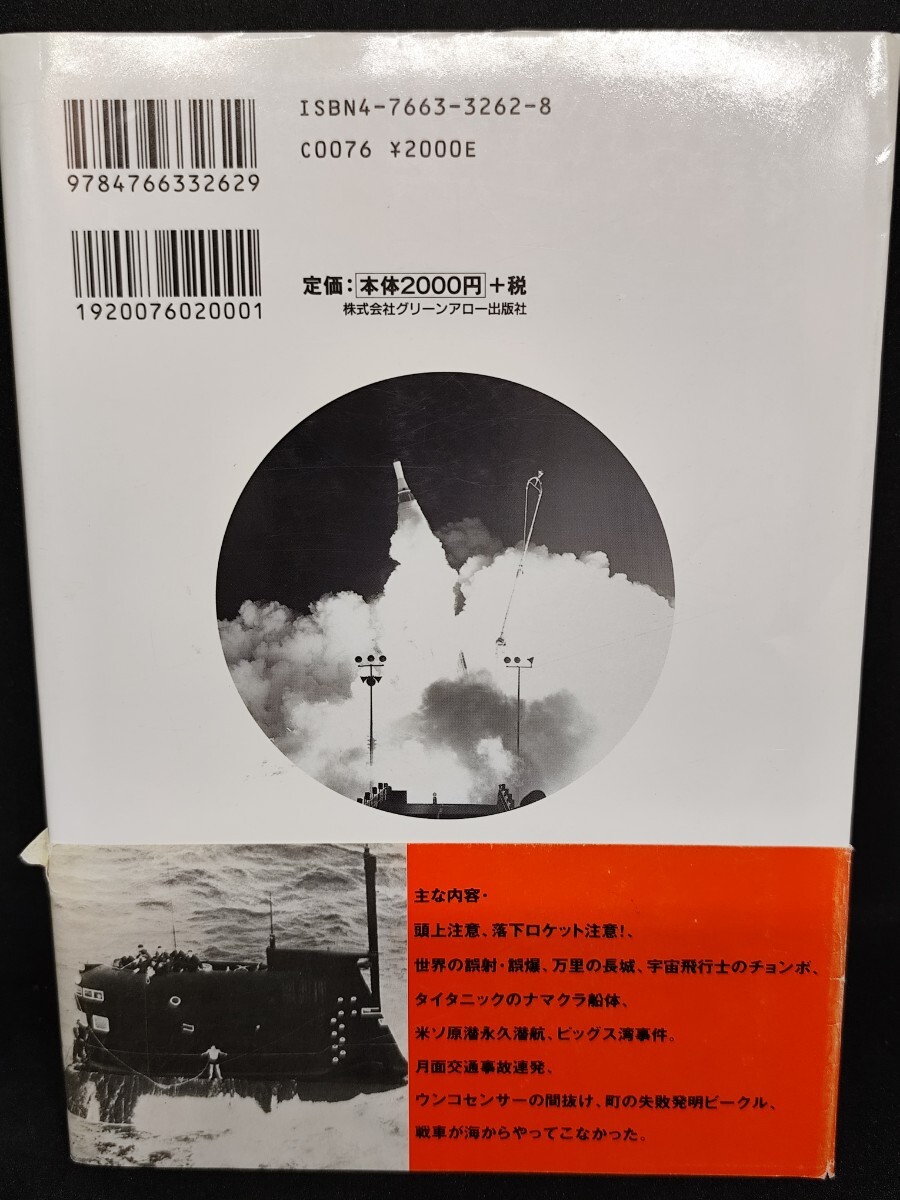 ISBN4-7663-3262-8
C0076 ¥2000E
9784766332629
1920076020001
定価：本体2000円＋税
株式会社グリーンアロー出版社
主な内容・
頭上注意、落下ロケット注意！、
世界の誤射・誤爆、万里の長城、宇宙飛行士のチョンボ、
タイタニックのナマクラ船体、
米ソ原潜永久潜航、ピッグス湾事件。
月面交通事故連発、
ウンコセンサーの間抜け、町の失敗発明ビークル、
戦車が海からやってこなかった。